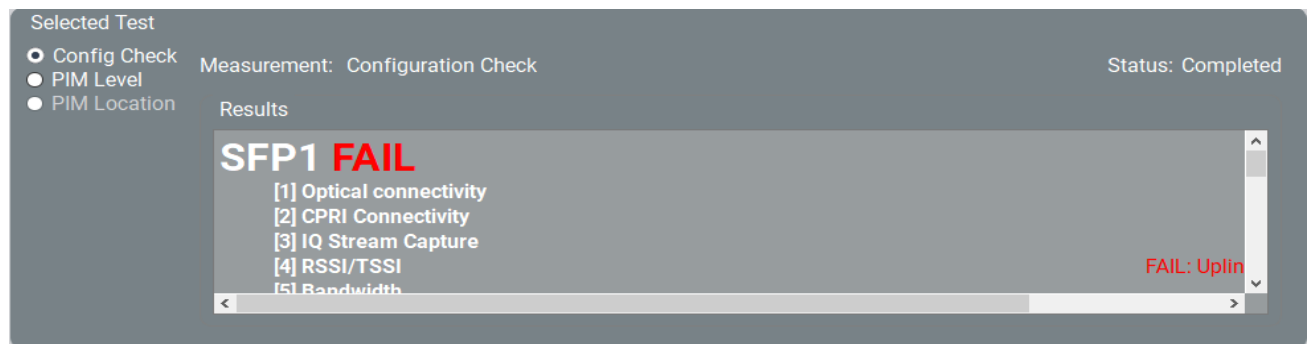 Selected Test
Config Check
PIM Level
PIM Location
Measurement: Configuration Check
Status: Completed
Results
SFP1 FAIL
[1] Optical connectivity
[2] CPRI Connectivity
[3] IQ Stream Capture
[4] RSSI/TSSI FAIL: Uplin
[5] Bandwidth